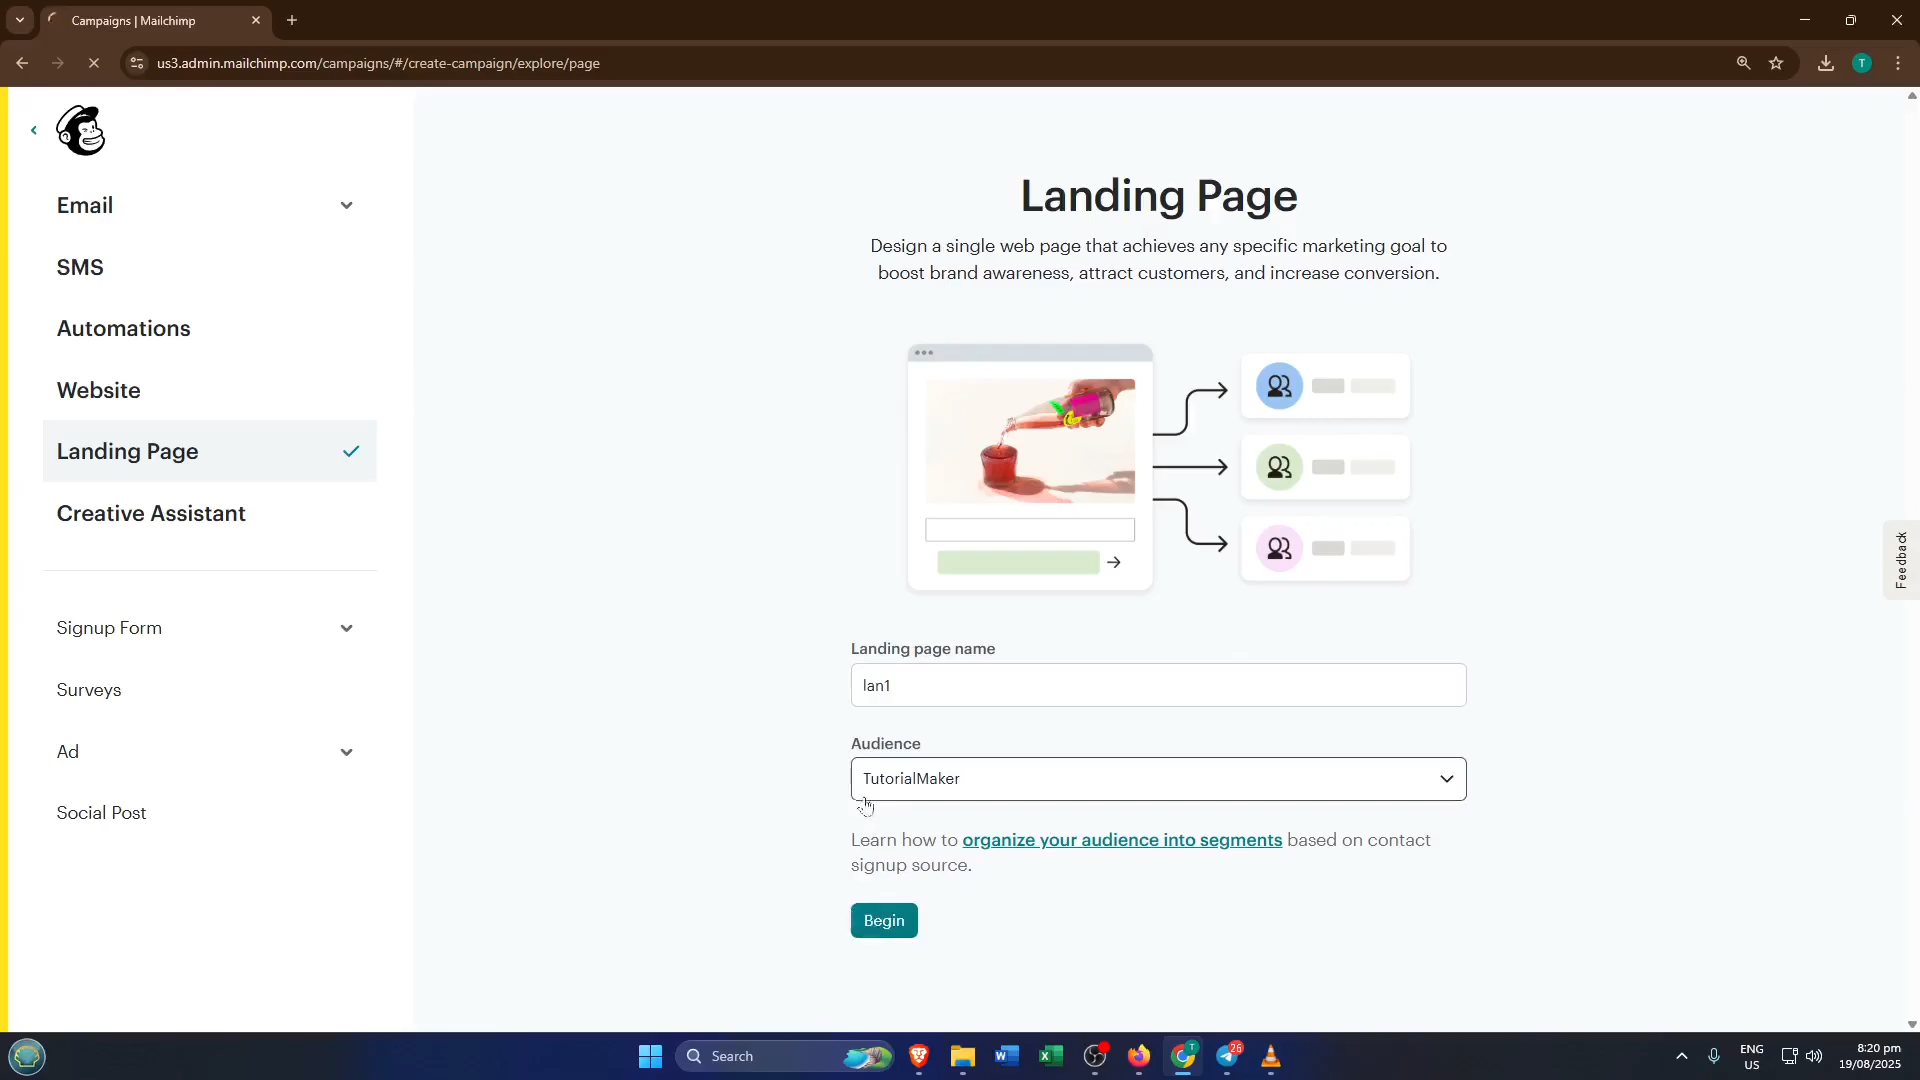 Campaigns | Mailchimp
us3.admin.mailchimp.com/campaigns/#/create-campaign/explore/page
T
Email
SMS
Automations
Website
Landing Page
Creative Assistant
Signup Form
Surveys
Ad
Social Post
Landing Page
Design a single web page that achieves any specific marketing goal to
boost brand awareness, attract customers, and increase conversion.
Landing page name
lan1
Audience
TutorialMaker
Learn how to organize your audience into segments based on contact
signup source.
Begin
Feedback
Search
T
26
ENG
US
8:20 pm
19/08/2025